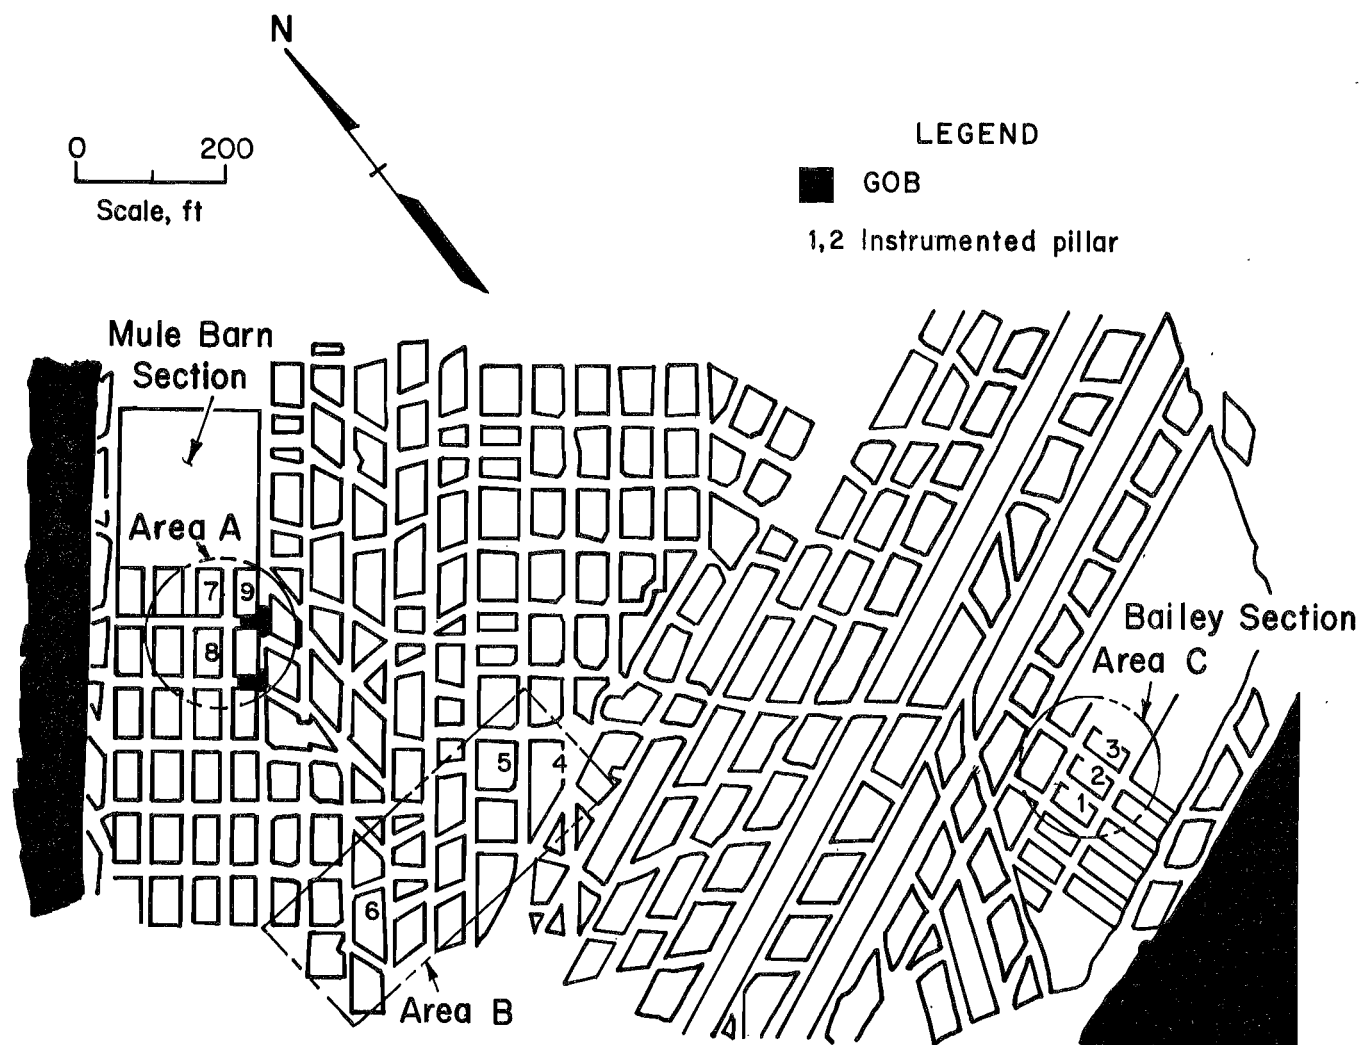 N
0 200
Scale, ft
LEGEND
GOB
1,2 Instrumented pillar
Mule Barn
Section
Area A
7 9
8
Bailey Section
Area C
3
2
1
5 4
6
Area B